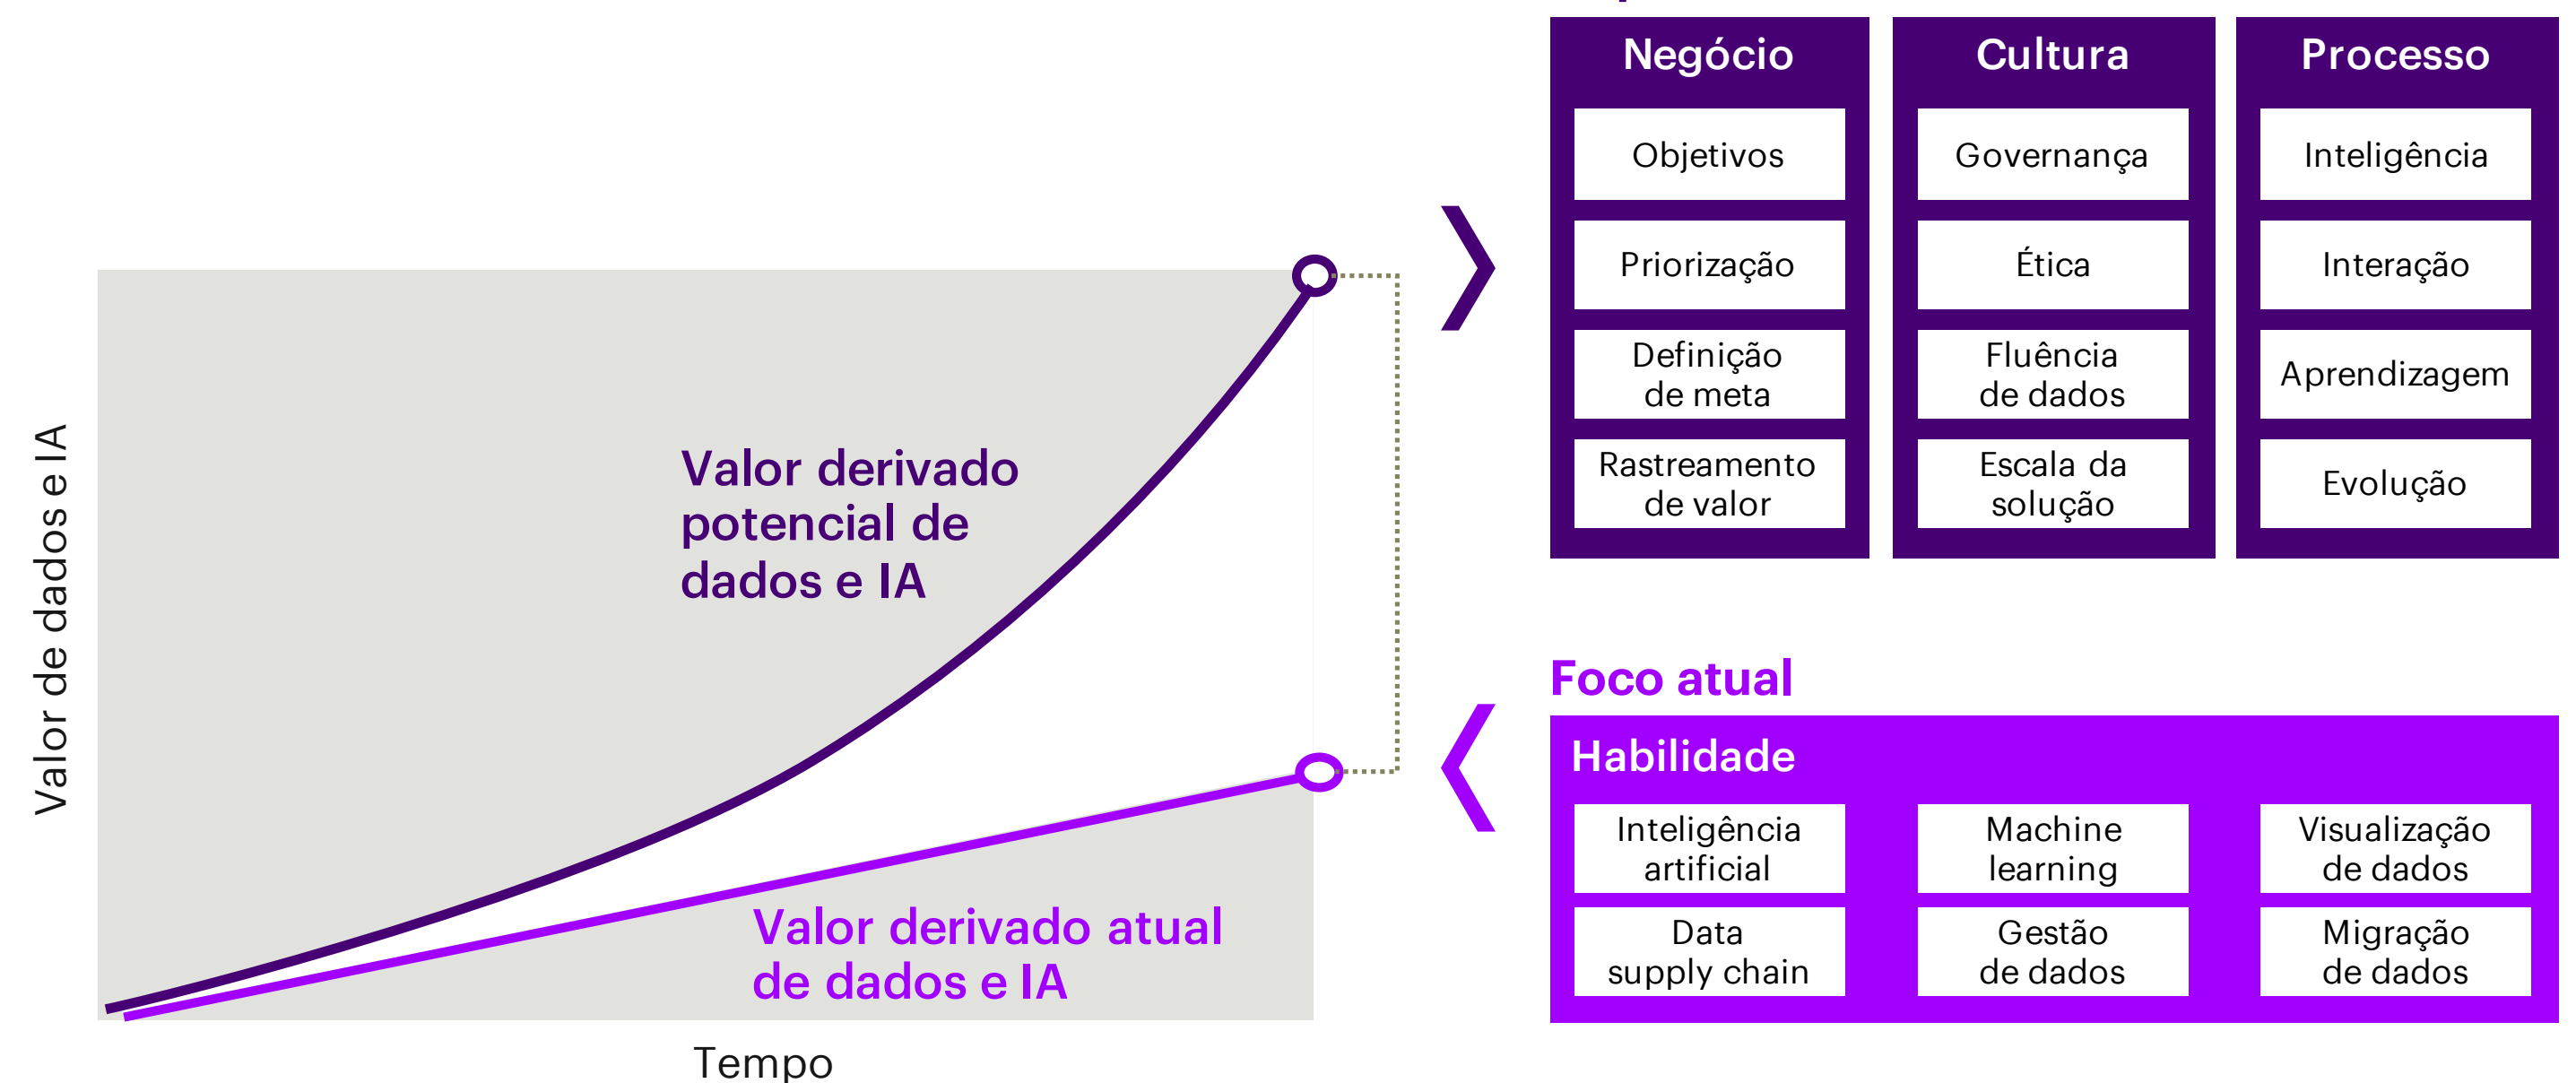 Negócio
Objetivos
Priorização
Definição
de meta
Rastreamento
de valor
Cultura
Governança
Ética
Fluência
de dados
Escala da
solução
Processo
Inteligência
Interação
Aprendizagem
Evolução
Valor de dados e IA
Valor derivado
potencial de
dados e IA
Valor derivado atual
de dados e IA
Tempo
Foco atual
Habilidade
Inteligência
artificial
Machine
learning
Visualização
de dados
Data
supply chain
Gestão
de dados
Migração
de dados